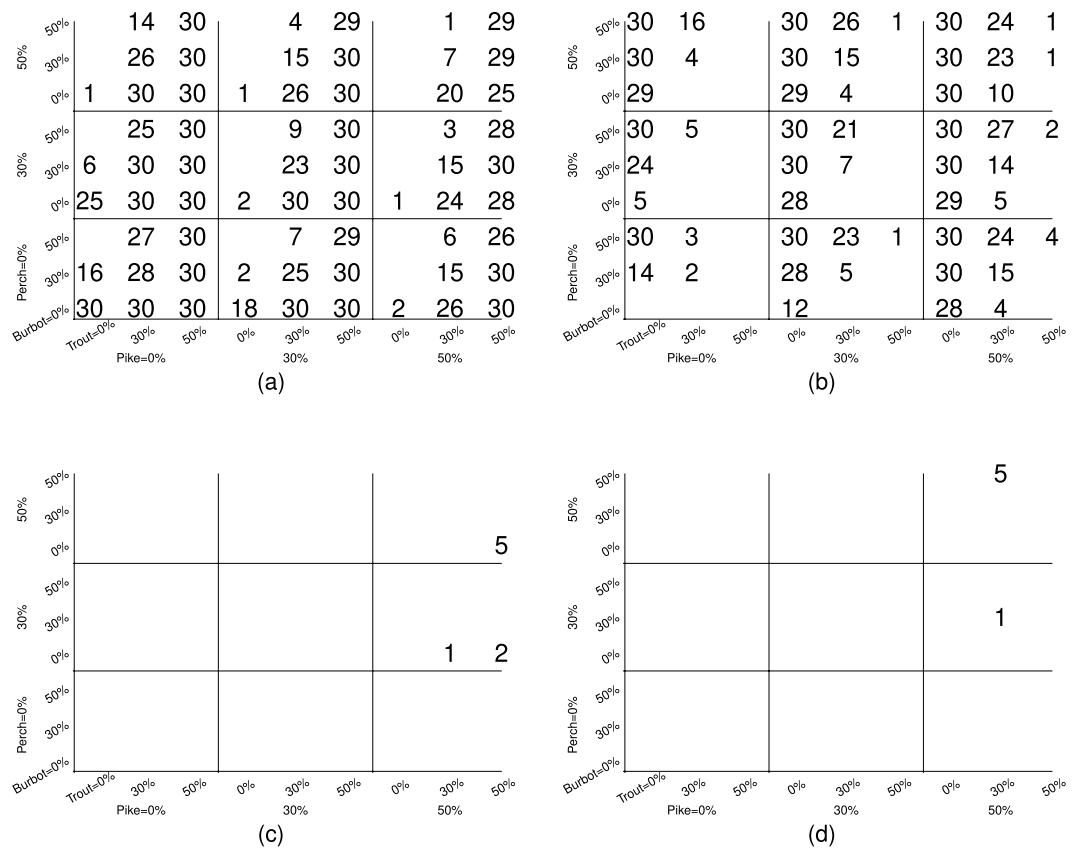 50% 14 30 4 29 1 29
50% 30% 26 30 15 30 7 29
0% 1 30 30 1 26 30 20 25
50% 25 30 9 30 3 28
30% 30% 6 30 30 23 30 15 30
0% 25 30 30 2 30 30 1 24 28
50% 27 30 7 29 6 26
Perch=0% 30% 16 28 30 2 25 30 15 30
Burbot=0% 30 30 30 18 30 30 2 26 30
Trout=0% 30% 50% 0% 30% 50% 0% 30% 50%
Pike=0% 30% 50%
(a)
50% 30 16 30 26 1 30 24 1
50% 30% 30 4 30 15 30 23 1
0% 29 29 4 30 10
50% 30 5 30 21 30 27 2
30% 30% 24 30 7 30 14
0% 5 28 29 5
50% 30 3 30 23 1 30 24 4
Perch=0% 30% 14 2 28 5 30 15
Burbot=0% 12 28 4
Trout=0% 30% 50% 0% 30% 50% 0% 30% 50%
Pike=0% 30% 50%
(b)
50%
50% 30%
0% 5
50%
30% 30%
0% 1 2
50%
Perch=0% 30%
Burbot=0%
Trout=0% 30% 50% 0% 30% 50% 0% 30% 50%
Pike=0% 30% 50%
(c)
50% 5
50% 30%
0%
50%
30% 30% 1
0%
50%
Perch=0% 30%
Burbot=0%
Trout=0% 30% 50% 0% 30% 50% 0% 30% 50%
Pike=0% 30% 50%
(d)